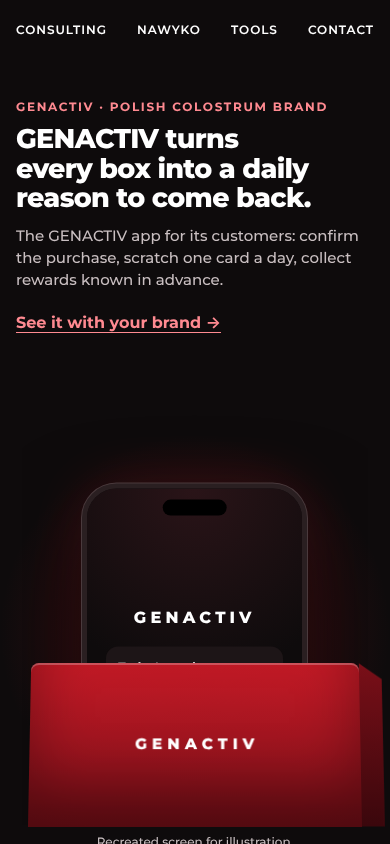 CONSULTING NAWYKO TOOLS CONTACT
GENACTIV · POLISH COLOSTRUM BRAND
GENACTIV turns
every box into a daily
reason to come back.
The GENACTIV app for its customers: confirm
the purchase, scratch one card a day, collect
rewards known in advance.
See it with your brand →
GENACTIV
GENACTIV
Recreated screen for illustration